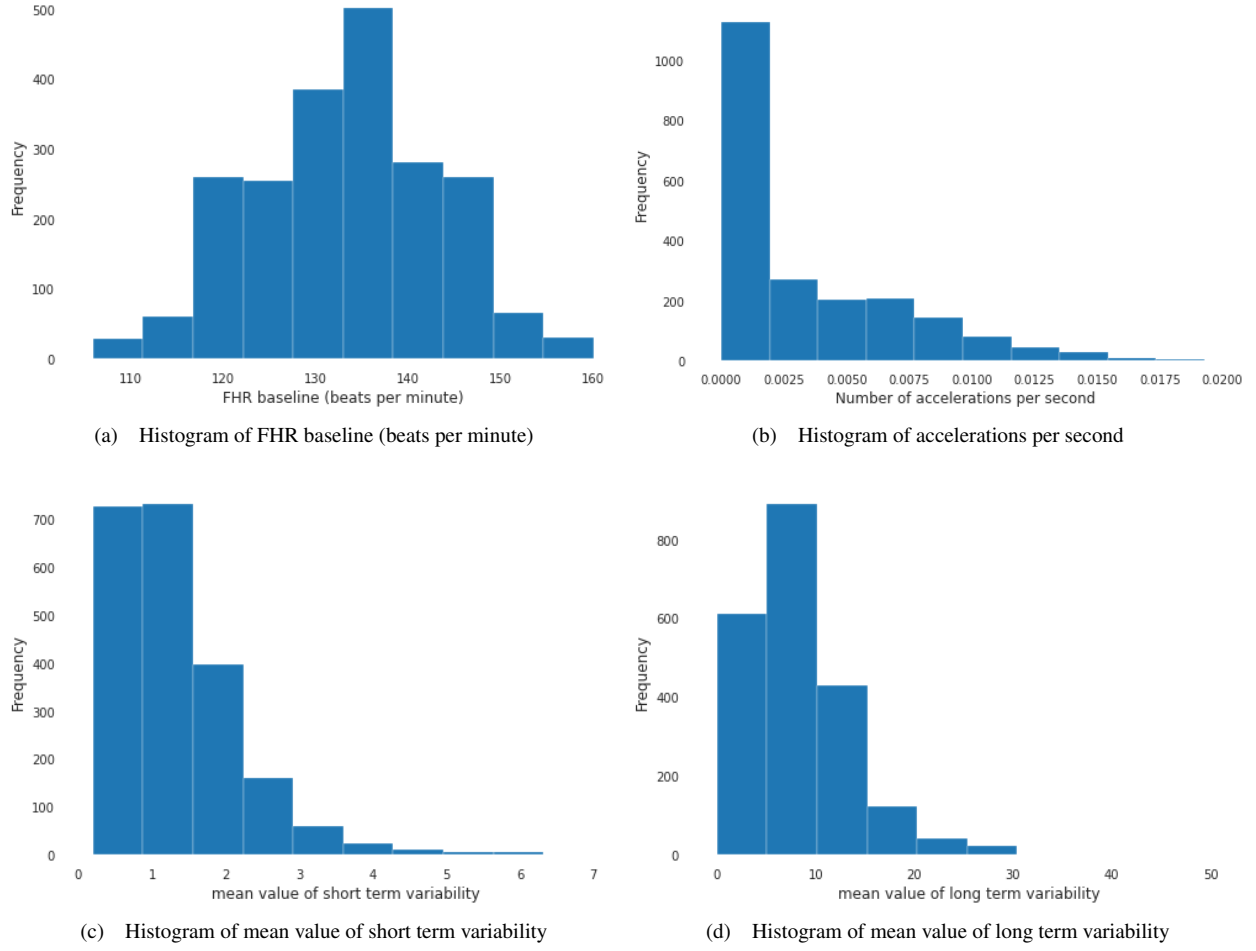 500
400
300
200
100
0
Frequency
110 120 130 140 150 160
FHR baseline (beats per minute)
(a) Histogram of FHR baseline (beats per minute)
1000
800
600
400
200
0
Frequency
0.0000 0.0025 0.0050 0.0075 0.0100 0.0125 0.0150 0.0175 0.0200
Number of accelerations per second
(b) Histogram of accelerations per second
700
600
500
400
300
200
100
0
Frequency
0 1 2 3 4 5 6 7
mean value of short term variability
(c) Histogram of mean value of short term variability
800
600
400
200
0
Frequency
0 10 20 30 40 50
mean value of long term variability
(d) Histogram of mean value of long term variability